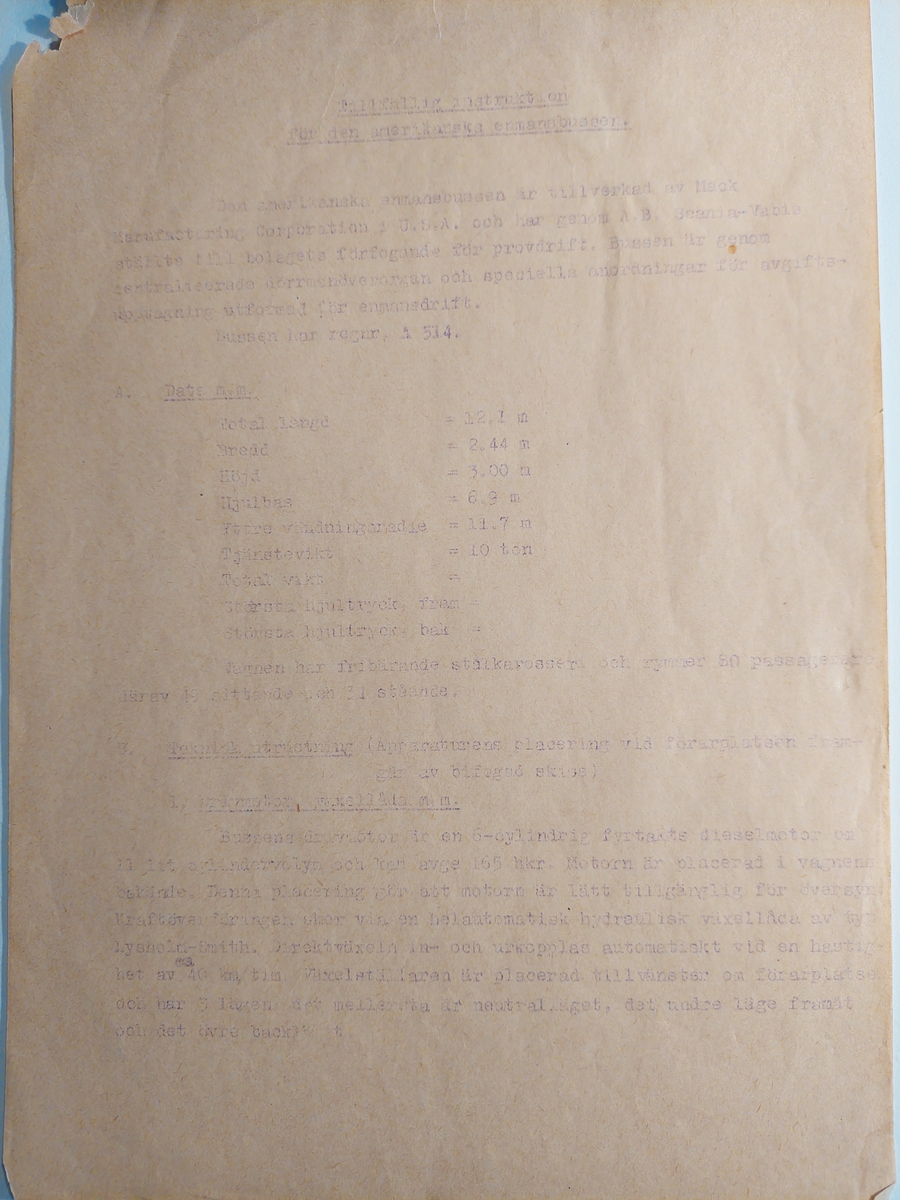 Tillfällig instruktion
för den amerikanska enmansbussen.
Den amerikanska enmansbussen är tillverkad av Mack
Manufacturing Corporation i U.S.A. och har genom A.B. Scania-Vabis
ställts till bolagets förfogande för provdrift. Bussen är genom
centraliserade dörrmanöverorgan och speciella anordningar för avgifts-
upptagning utformad för enmansdrift.
Bussen har regnr, A 514.
A. Data m.m.
Total längd = 12.1 m
Bredd = 2.44 m
Höjd = 3.00 m
Hjulbas = 6.9 m
Yttre vändningsradie = 11.7 m
Tjänstevikt = 10 ton
Total vikt =
Största hjultryck, fram =
Största hjultryck, bak =
Vagnen har fribärande stålkarosseri och rymmer 80 passagerare
därav 49 sittande och 31 stående.
B. Teknisk utrustning (Apparaturens placering vid förarplatsen fram-
går av bifogad skiss)
1. Drivmotor, växellåda m.m.
Bussens drivmotor är en 6-cylindrig fyrtakts dieselmotor
11 lit cylindervolym och kan avge 165 hkr. Motorn är placerad i vagnens
bakände. Denna placering gör att motorn är lätt tillgänglig för översyn
Kraftöverföringen sker via en helautomatisk hydraulisk växellåda av typ
Lysholm-Smith. Direktväxeln in- och urkopplas automatiskt vid en hastig-
het av ca 40 km/tim. Växelställaren är placerad tillvänster om förarplatsen
och har 3 lägen, det mellersta är neutralläget, det undre läge framåt
och det övre back